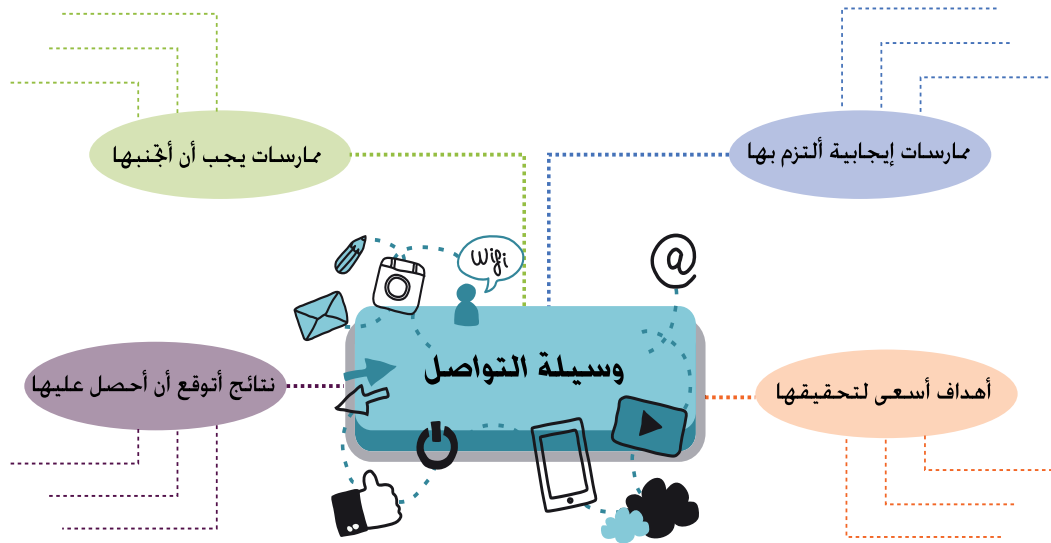 ممارسات إيجابية ألتزم بها
ممارسات يجب أن أتجنبها
Wifi
@
وسيلة التواصل
أهداف أسعى لتحقيقها
نتائج أتوقع أن أحصل عليها